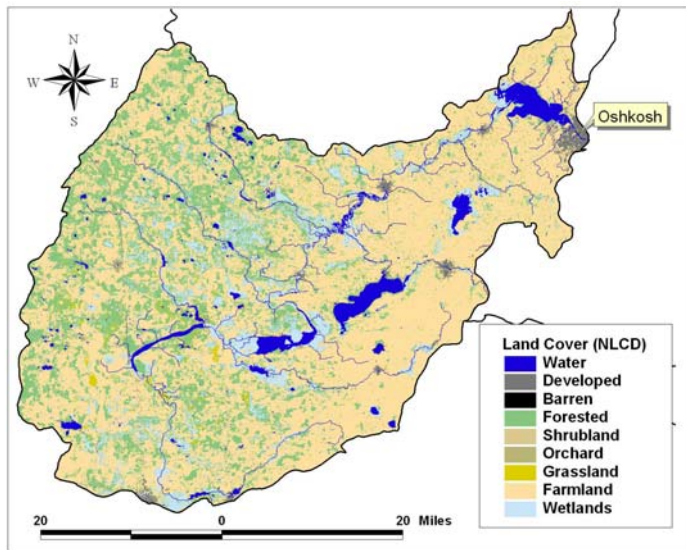 N
W E
S
Oshkosh
Land Cover (NLCD)
Water
Developed
Barren
Forested
Shrubland
Orchard
Grassland
Farmland
Wetlands
20 0 20 Miles